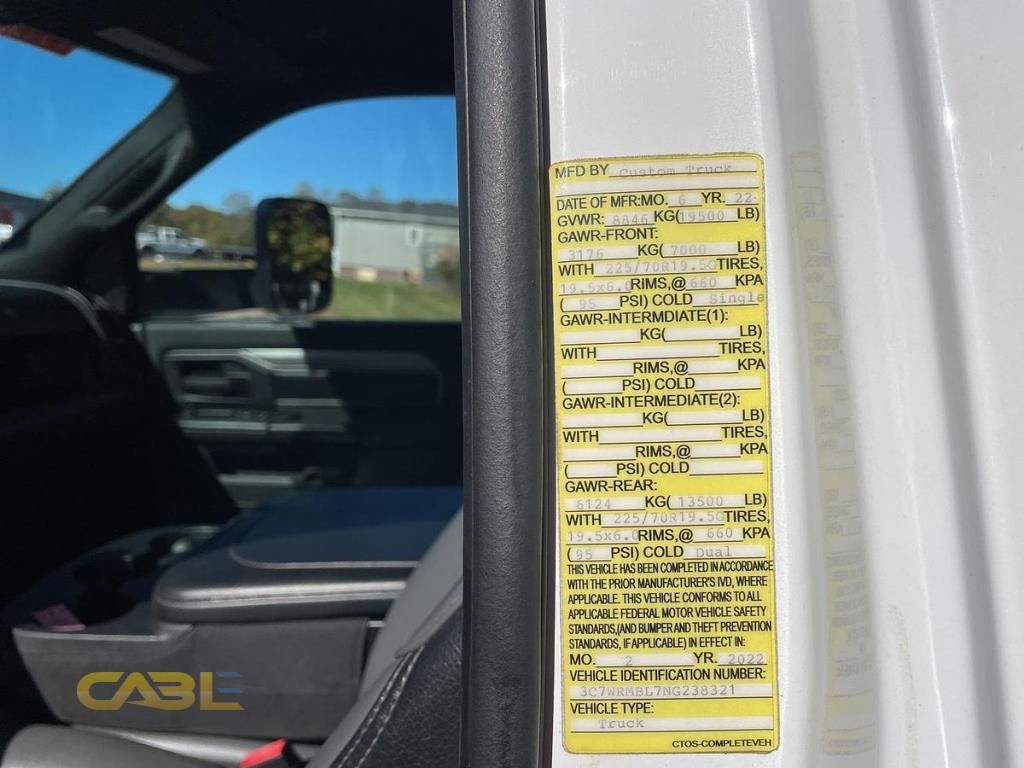 MFD BY Custom Truck
DATE OF MFR:MO. 6 YR. 22
GVWR: 8846 KG(19500 LB)
GAWR-FRONT:
3176 KG( 7000 LB)
WITH 225/70R19.5G TIRES,
19.5x6.0 RIMS,@ 660 KPA
( 95 PSI) COLD Single
GAWR-INTERMDIATE(1):
KG( LB)
WITH TIRES,
RIMS,@ KPA
( PSI) COLD
GAWR-INTERMEDIATE(2):
KG( LB)
WITH TIRES,
RIMS,@ KPA
( PSI) COLD
GAWR-REAR:
6124 KG( 13500 LB)
WITH 225/70R19.5G TIRES,
19.5x6.0 RIMS,@ 660 KPA
( 95 PSI) COLD Dual
THIS VEHICLE HAS BEEN COMPLETED IN ACCORDANCE
WITH THE PRIOR MANUFACTURER'S IVD, WHERE
APPLICABLE. THIS VEHICLE CONFORMS TO ALL
APPLICABLE FEDERAL MOTOR VEHICLE SAFETY
STANDARDS,(AND BUMPER AND THEFT PREVENTION
STANDARDS, IF APPLICABLE) IN EFFECT IN:
MO. 2 YR. 2022
VEHICLE IDENTIFICATION NUMBER:
3C7WRMBL7NG238321
VEHICLE TYPE:
Truck
CTOS-COMPLETEVEH
CABLE